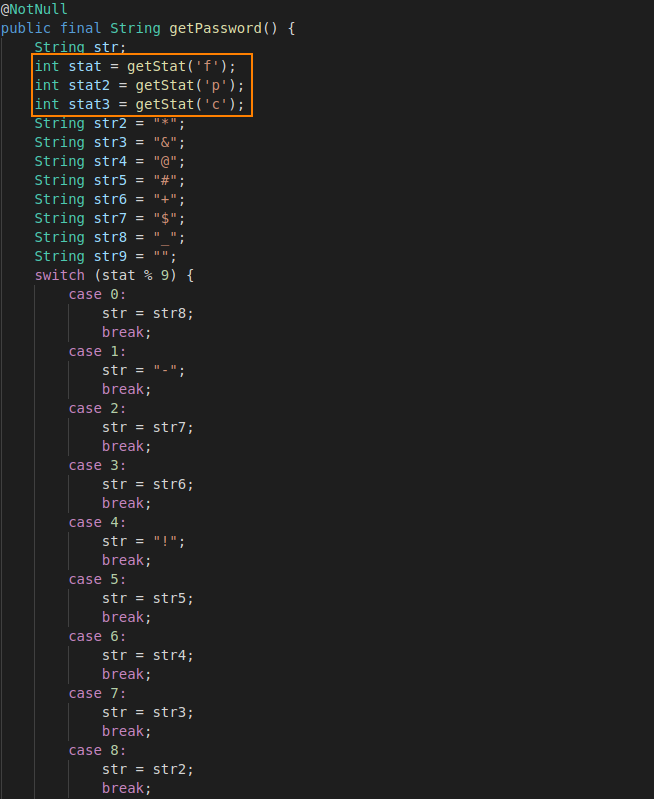 @NotNull
public final String getPassword() {
    String str;
    int stat = getStat('f');
    int stat2 = getStat('p');
    int stat3 = getStat('c');
    String str2 = "*";
    String str3 = "&";
    String str4 = "@";
    String str5 = "#";
    String str6 = "+";
    String str7 = "$";
    String str8 = "_";
    String str9 = "";
    switch (stat % 9) {
        case 0:
            str = str8;
            break;
        case 1:
            str = "-";
            break;
        case 2:
            str = str7;
            break;
        case 3:
            str = str6;
            break;
        case 4:
            str = "!";
            break;
        case 5:
            str = str5;
            break;
        case 6:
            str = str4;
            break;
        case 7:
            str = str3;
            break;
        case 8:
            str = str2;
            break;